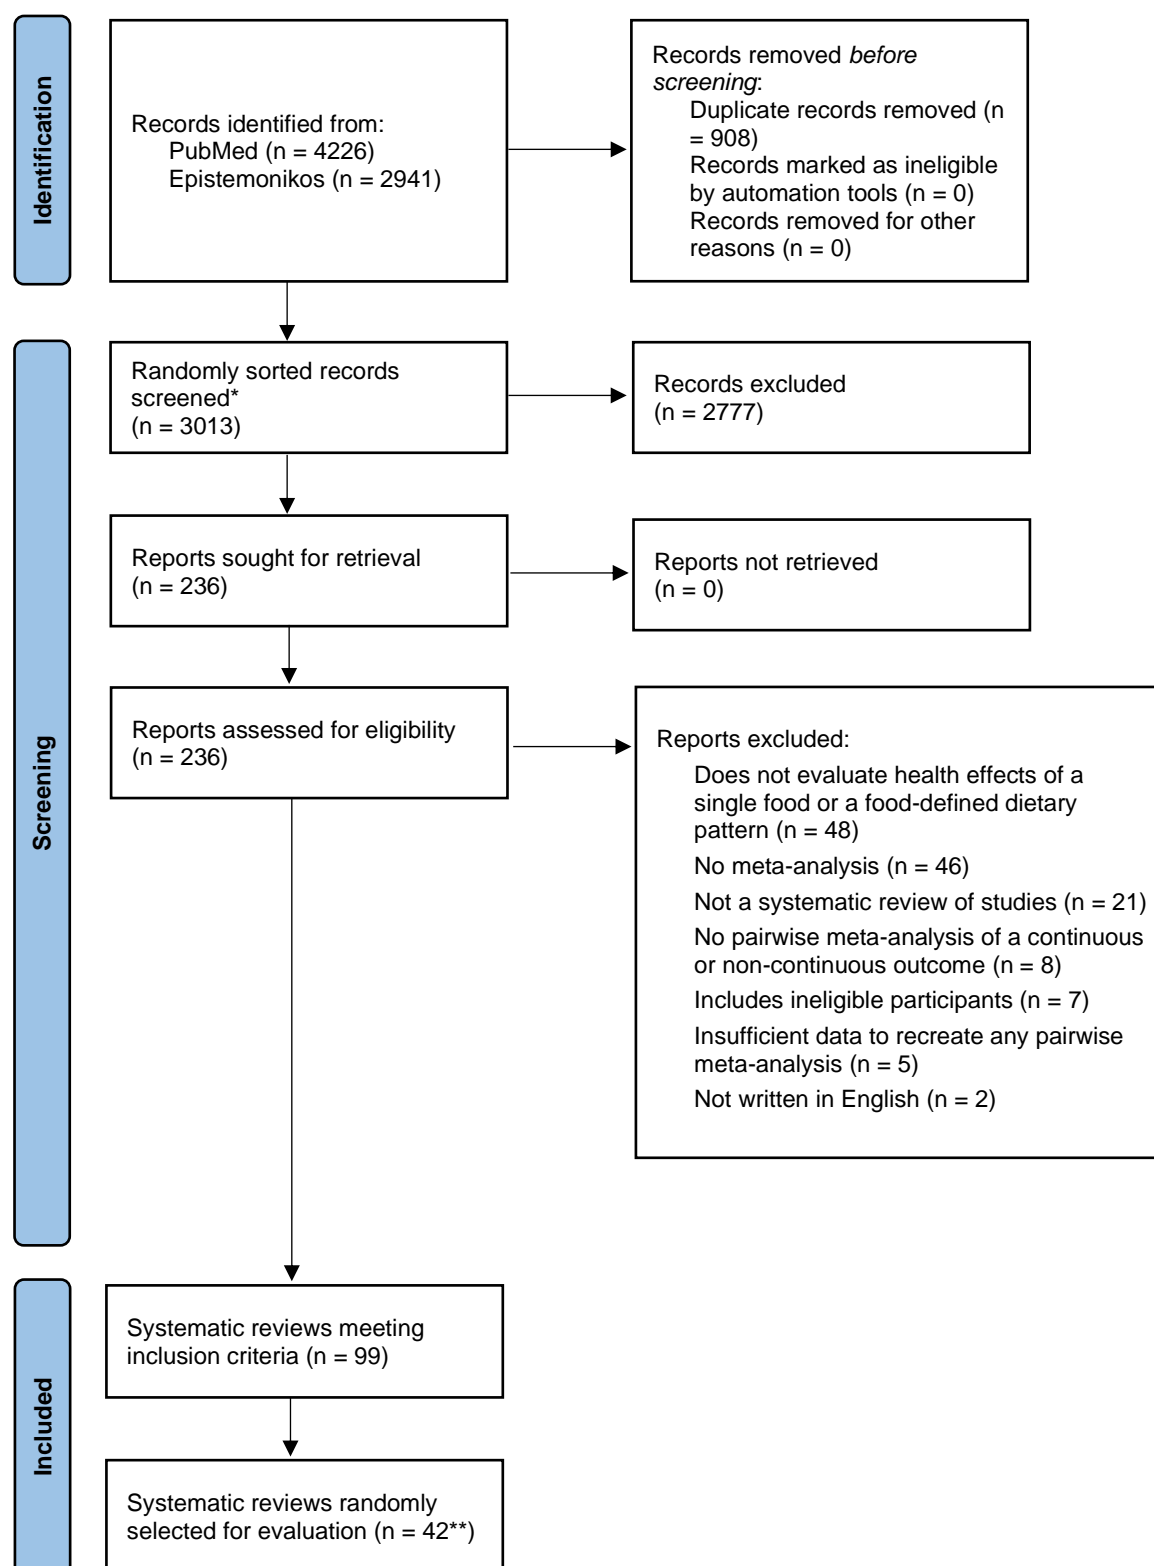 Identification
Records identified from:
PubMed (n = 4226)
Epistemonikos (n = 2941)
Records removed before
screening:
Duplicate records removed (n
= 908)
Records marked as ineligible
by automation tools (n = 0)
Records removed for other
reasons (n = 0)
Screening
Randomly sorted records
screened*
(n = 3013)
Records excluded
(n = 2777)
Reports sought for retrieval
(n = 236)
Reports not retrieved
(n = 0)
Reports assessed for eligibility
(n = 236)
Reports excluded:
Does not evaluate health effects of a
single food or a food-defined dietary
pattern (n = 48)
No meta-analysis (n = 46)
Not a systematic review of studies (n = 21)
No pairwise meta-analysis of a continuous
or non-continuous outcome (n = 8)
Includes ineligible participants (n = 7)
Insufficient data to recreate any pairwise
meta-analysis (n = 5)
Not written in English (n = 2)
Included
Systematic reviews meeting
inclusion criteria (n = 99)
Systematic reviews randomly
selected for evaluation (n = 42**)